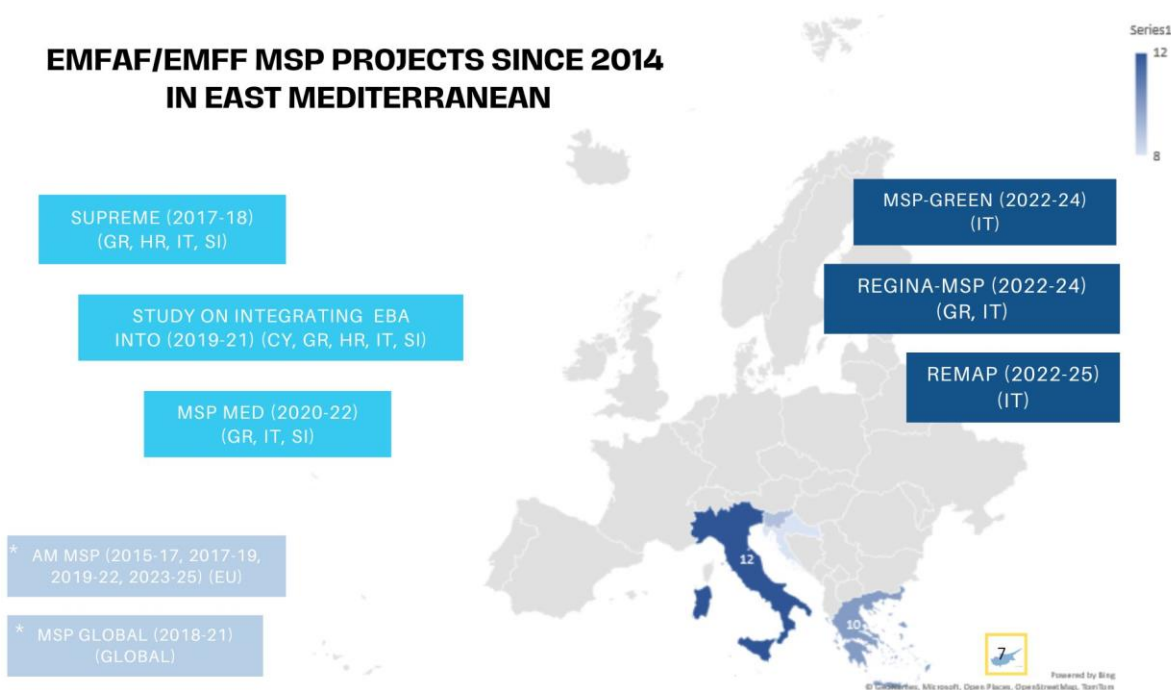 EMFAF/EMFF MSP PROJECTS SINCE 2014
IN EAST MEDITERRANEAN
Series1
12
8
SUPREME (2017-18)
(GR, HR, IT, SI)
STUDY ON INTEGRATING EBA
INTO (2019-21) (CY, GR, HR, IT, SI)
MSP MED (2020-22)
(GR, IT, SI)
* AM MSP (2015-17, 2017-19,
2019-22, 2023-25) (EU)
* MSP GLOBAL (2018-21)
(GLOBAL)
MSP-GREEN (2022-24)
(IT)
REGINA-MSP (2022-24)
(GR, IT)
REMAP (2022-25)
(IT)
12
10
7
Powered by Bing
© GeoNames, Microsoft, Open Places, OpenStreetMap, TomTom